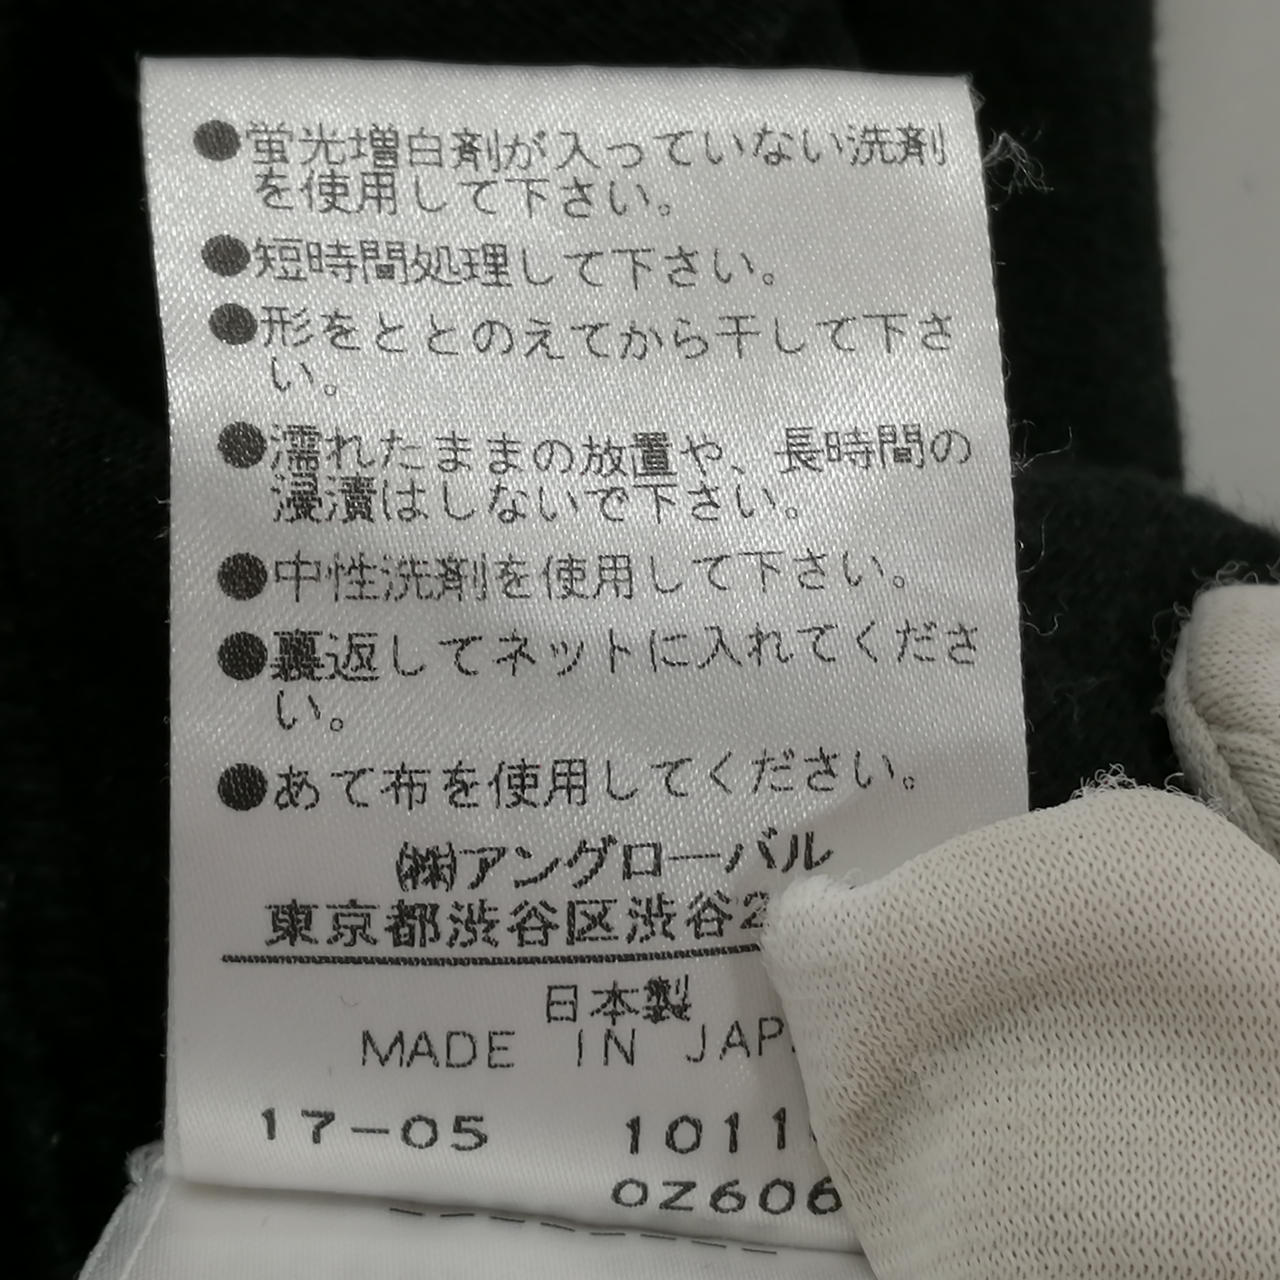 ●蛍光増白剤が入っていない洗剤
を使用して下さい。
●短時間処理して下さい。
●形をととのえてから干して下さ
い。
●濡れたままの放置や、長時間の
浸漬はしないで下さい。
●中性洗剤を使用して下さい。
●裏返してネットに入れてくださ
い。
●あて布を使用してください。
㈱アングローバル
東京都渋谷区渋谷2
日本製
MADE IN JAP
17-05 1011
0Z606